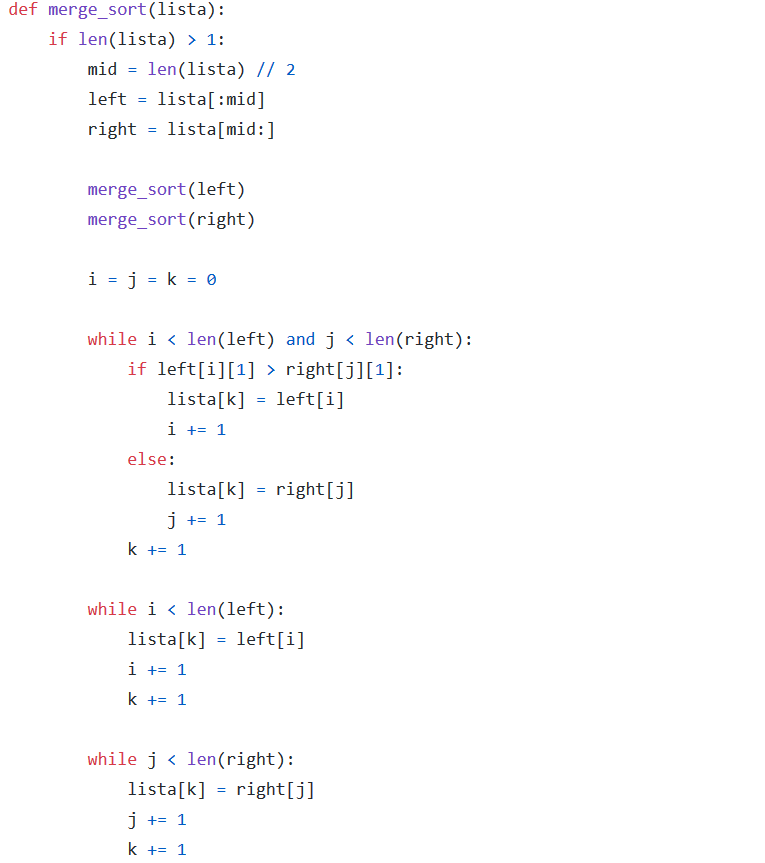 def merge_sort(lista):
    if len(lista) > 1:
        mid = len(lista) // 2
        left = lista[:mid]
        right = lista[mid:]

        merge_sort(left)
        merge_sort(right)

        i = j = k = 0

        while i < len(left) and j < len(right):
            if left[i][1] > right[j][1]:
                lista[k] = left[i]
                i += 1
            else:
                lista[k] = right[j]
                j += 1
            k += 1

        while i < len(left):
            lista[k] = left[i]
            i += 1
            k += 1

        while j < len(right):
            lista[k] = right[j]
            j += 1
            k += 1